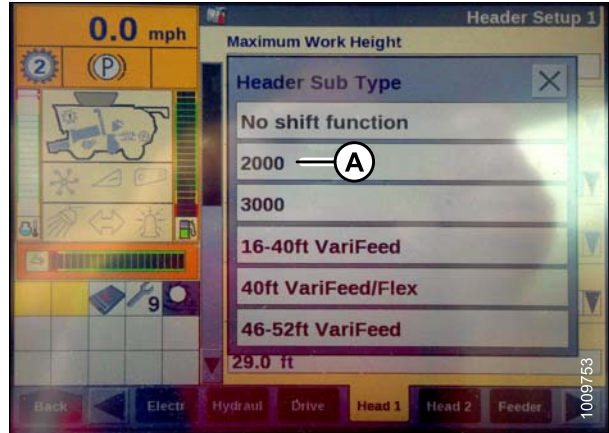 0.0 mph
Header Setup 1
Maximum Work Height
2
(P)
Header Sub Type
No shift function
2000
A
3000
16-40ft VariFeed
40ft VariFeed/Flex
46-52ft VariFeed
9
29.0 ft
Back
Electr
Hydraul
Drive
Head 1
Head 2
Feeder
1009753